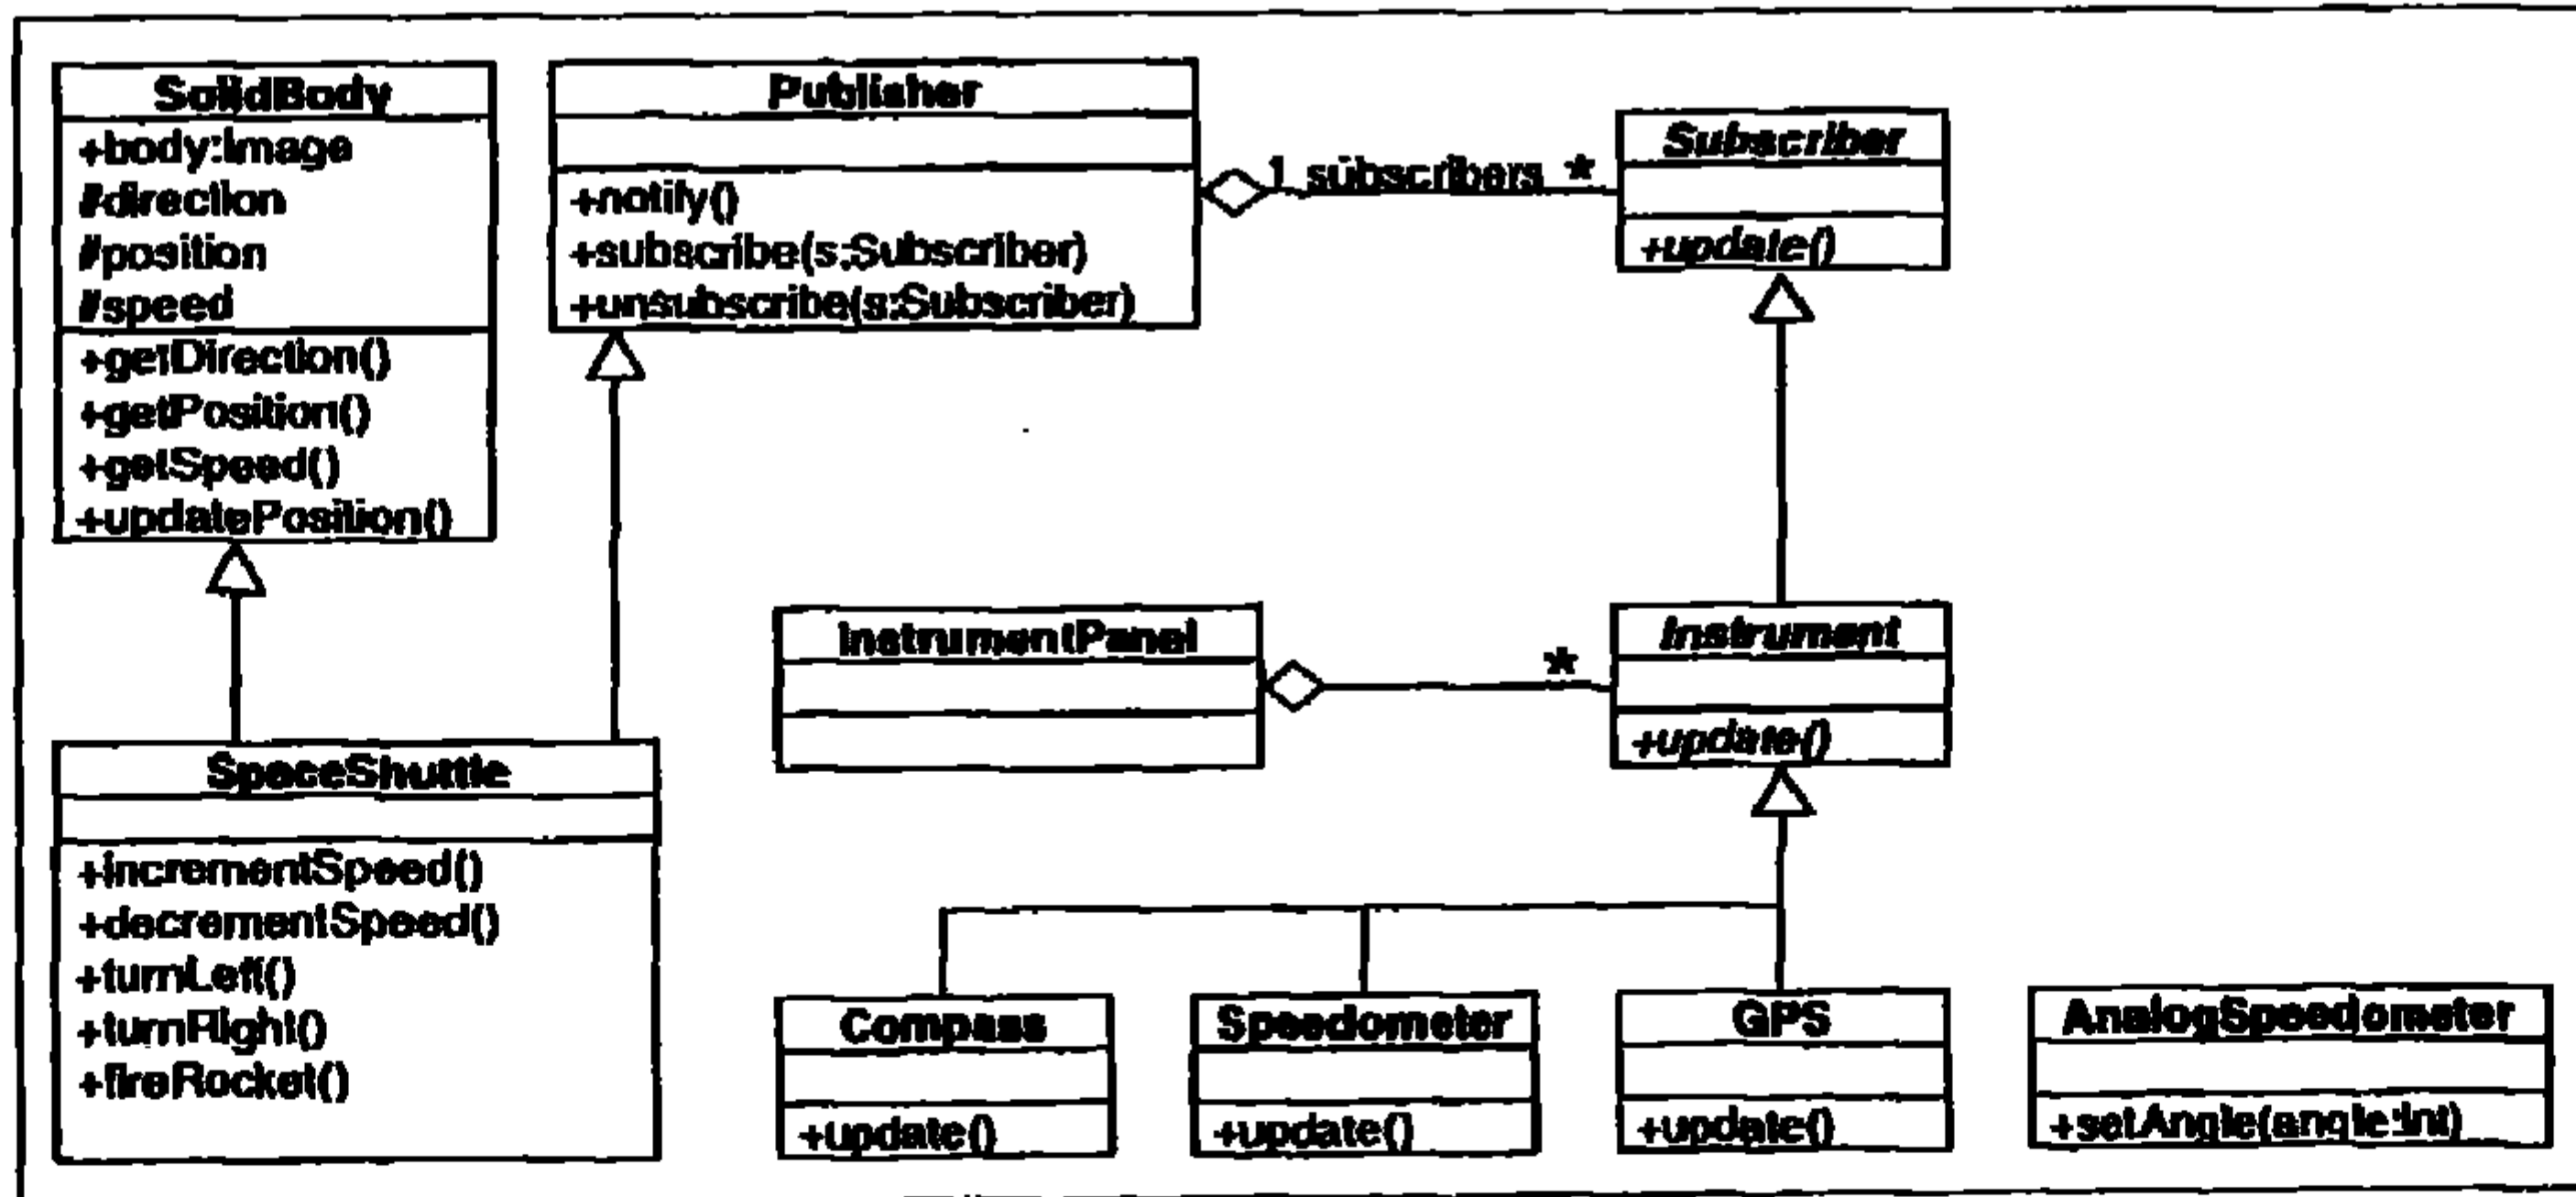 SolidBody
+body:Image
#direction
#position
#speed
+getDirection()
+getPosition()
+getSpeed()
+updatePosition()
Publisher
+notify()
+subscribe(s:Subscriber)
+unsubscribe(s:Subscriber)
1 subscribers *
Subscriber
+update()
InstrumentPanel
*
Instrument
+update()
SpaceShuttle
+incrementSpeed()
+decrementSpeed()
+turnLeft()
+turnRight()
+fireRocket()
Compass
+update()
Speedometer
+update()
GPS
+update()
AnalogSpeedometer
+setAngle(angle:int)